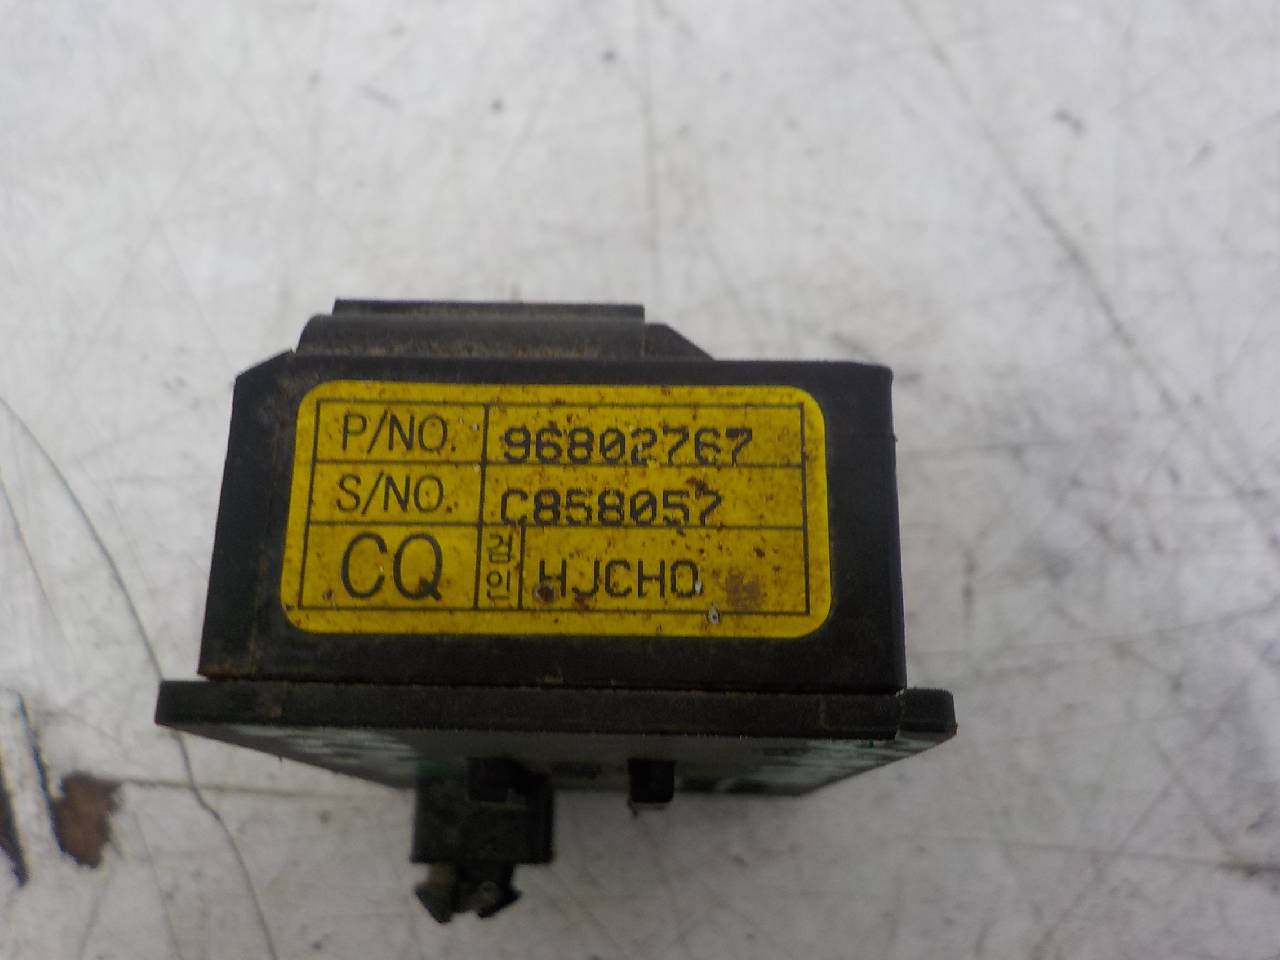 P/NO. 96802767
S/NO. C858057
CQ 검인 HJCHO